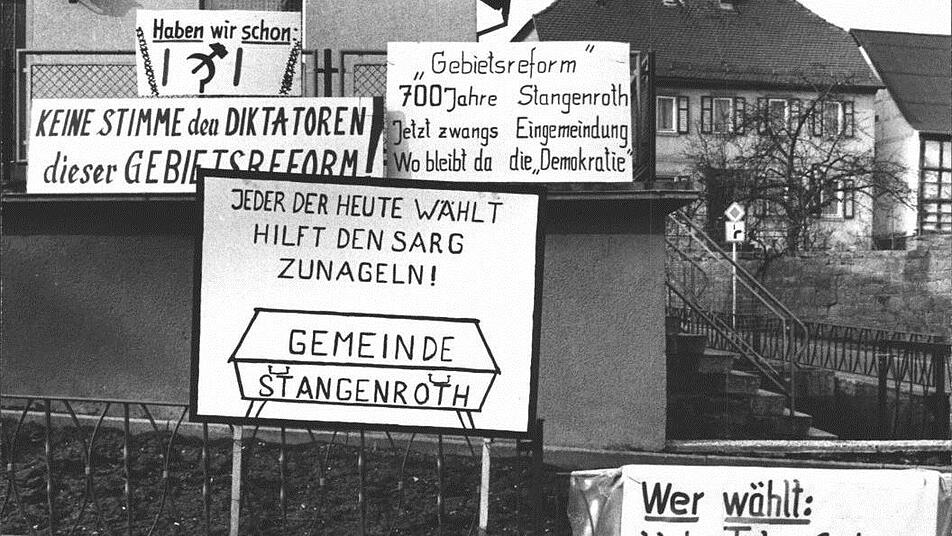 Haben wir schon:
KEINE STIMME den DIKTATOREN
dieser GEBIETSREFORM!
„Gebietsreform"
700 Jahre Stangenroth
Jetzt zwangs Eingemeindung
Wo bleibt da die „Demokratie"
JEDER DER HEUTE WÄHLT
HILFT DEN SARG
ZUNAGELN!
GEMEINDE
STANGENROTH
Wer wählt: